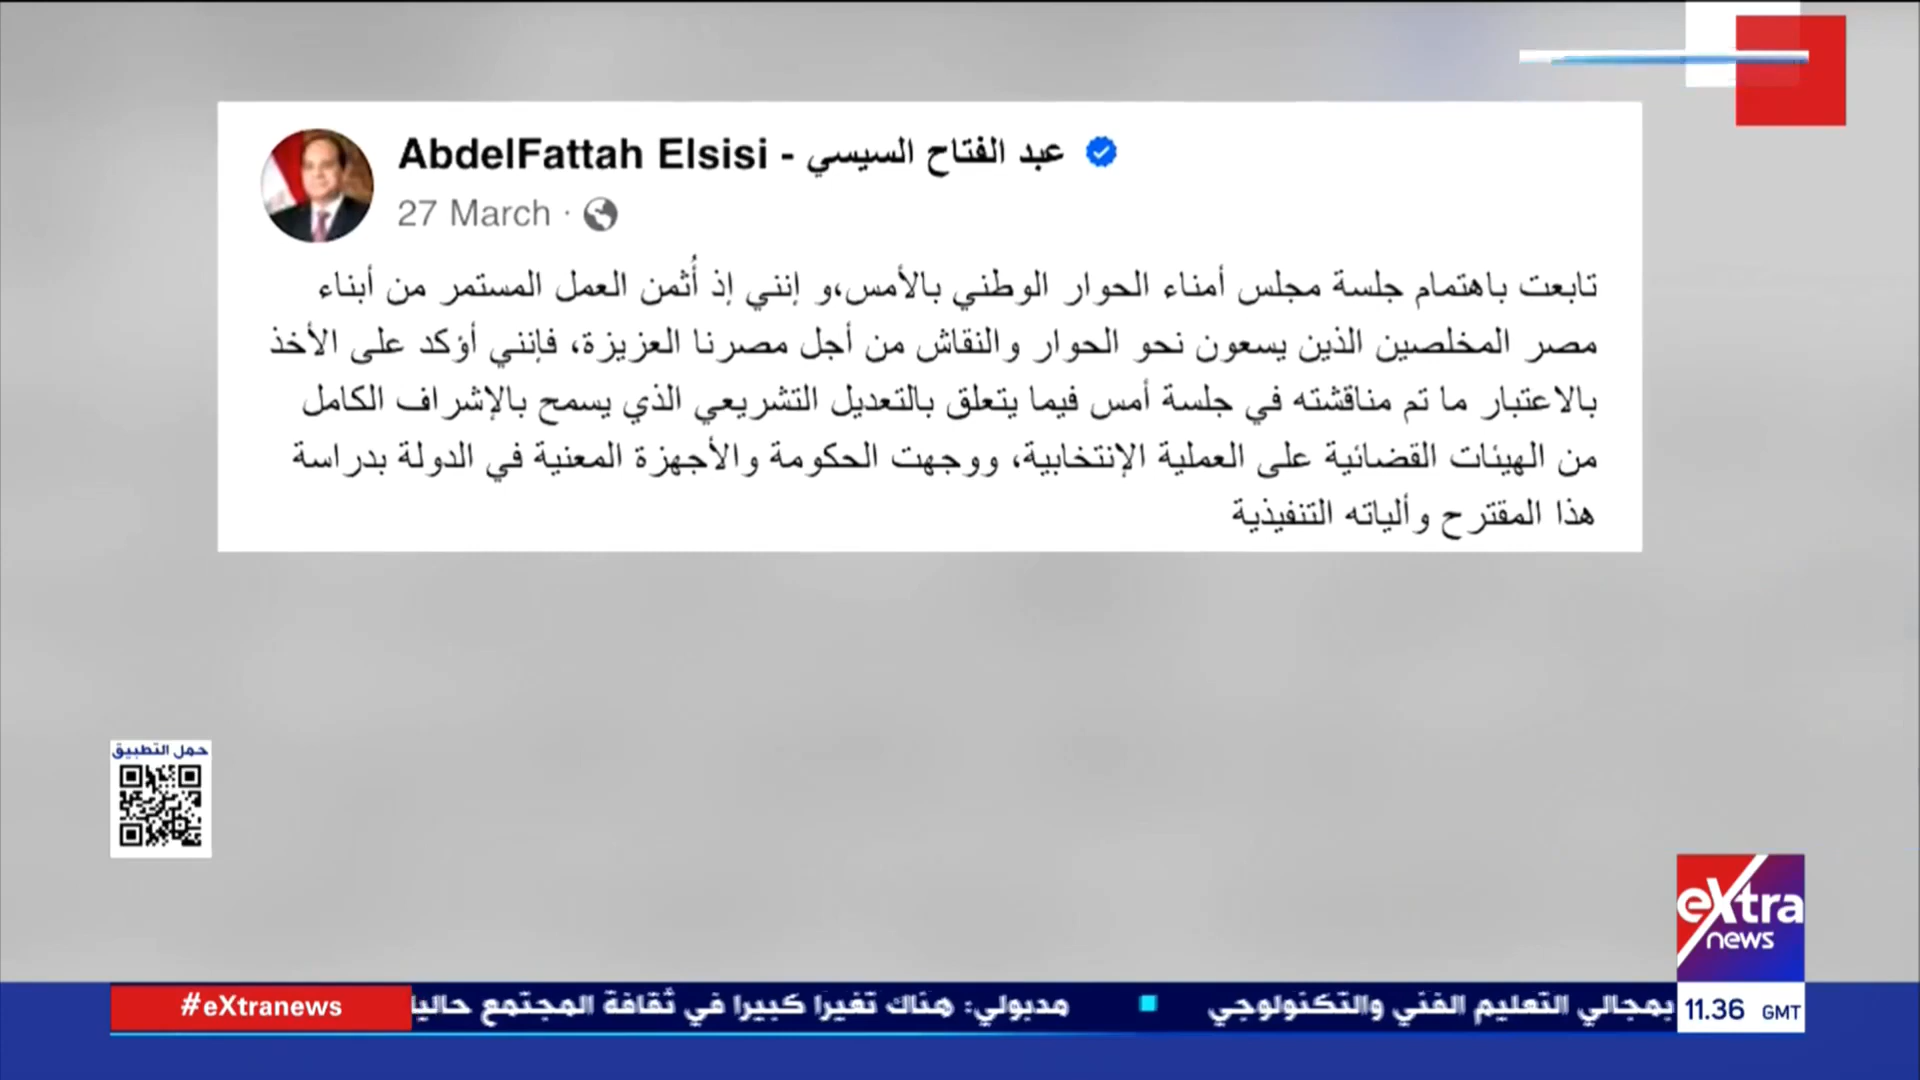 AbdelFattah Elsisi - عبد الفتاح السيسي
27 March ·
تابعت باهتمام جلسة مجلس أمناء الحوار الوطني بالأمس،و إنني إذ أُثمن العمل المستمر من أبناء
مصر المخلصين الذين يسعون نحو الحوار والنقاش من أجل مصرنا العزيزة، فإنني أؤكد على الأخذ
بالاعتبار ما تم مناقشته في جلسة أمس فيما يتعلق بالتعديل التشريعي الذي يسمح بالإشراف الكامل
من الهيئات القضائية على العملية الإنتخابية، ووجهت الحكومة والأجهزة المعنية في الدولة بدراسة
هذا المقترح وألياته التنفيذية
حمل التطبيق
eXtra
news
بمجالي التعليم الفني والتكنولوجي ■ مدبولي: هناك تغيرا كبيرا في ثقافة المجتمع حاليا
#eXtranews
11.36 GMT